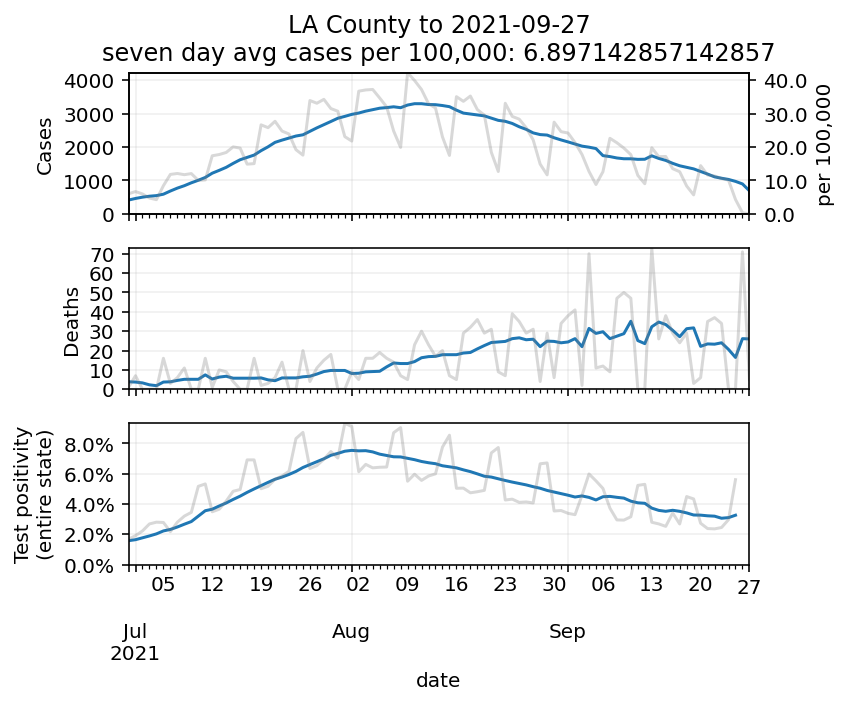 LA County to 2021-09-27
seven day avg cases per 100,000: 6.897142857142857
4000
3000
2000
1000
0
Cases
40.0
30.0
20.0
10.0
0.0
per 100,000
70
60
50
40
30
20
10
0
Deaths
8.0%
6.0%
4.0%
2.0%
0.0%
Test positivity
(entire state)
05 12 19 26 02 09 16 23 30 06 13 20 27
Jul Aug Sep
2021
date